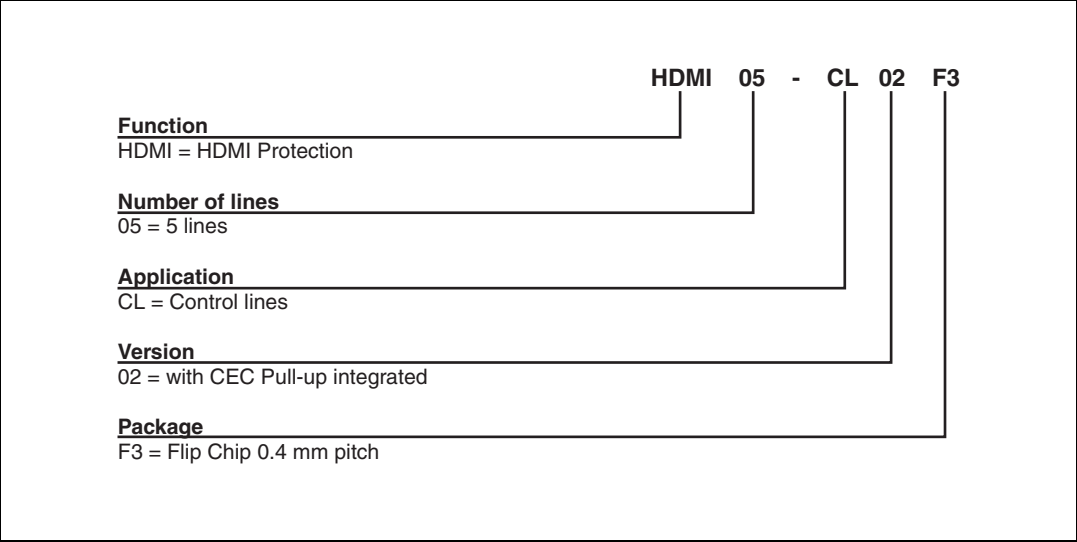 HDMI 05 - CL 02 F3
Function
HDMI = HDMI Protection
Number of lines
05 = 5 lines
Application
CL = Control lines
Version
02 = with CEC Pull-up integrated
Package
F3 = Flip Chip 0.4 mm pitch